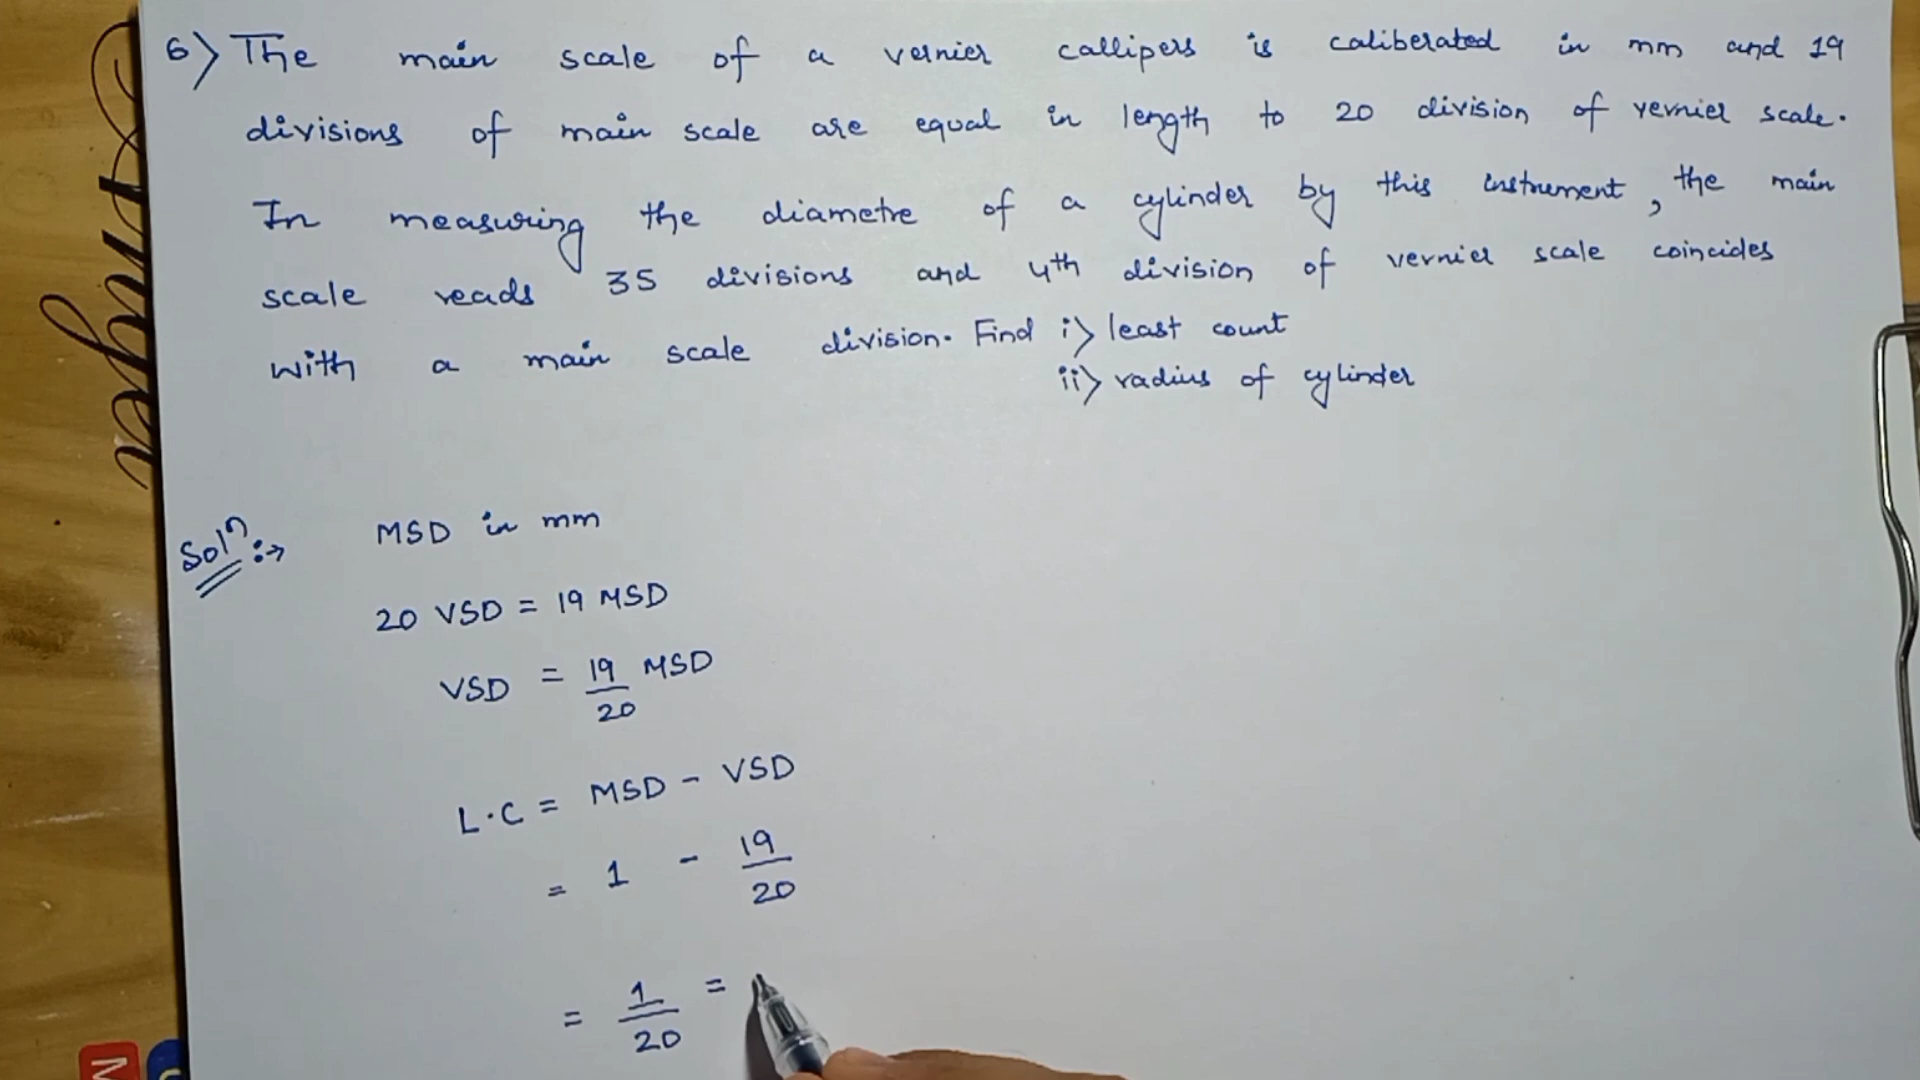 6) The main scale of a vernier callipers is caliberated in mm and 19
divisions of main scale are equal in length to 20 division of vernier scale.
In measuring the diametre of a cylinder by this instrument, the main
scale reads 35 divisions and 4th division of vernier scale coincides
with a main scale division. Find i) least count
ii) radius of cylinder
Soln :→ MSD in mm
20 VSD = 19 MSD
VSD = 19/20 MSD
L.C = MSD - VSD
= 1 - 19/20
= 1/20 =